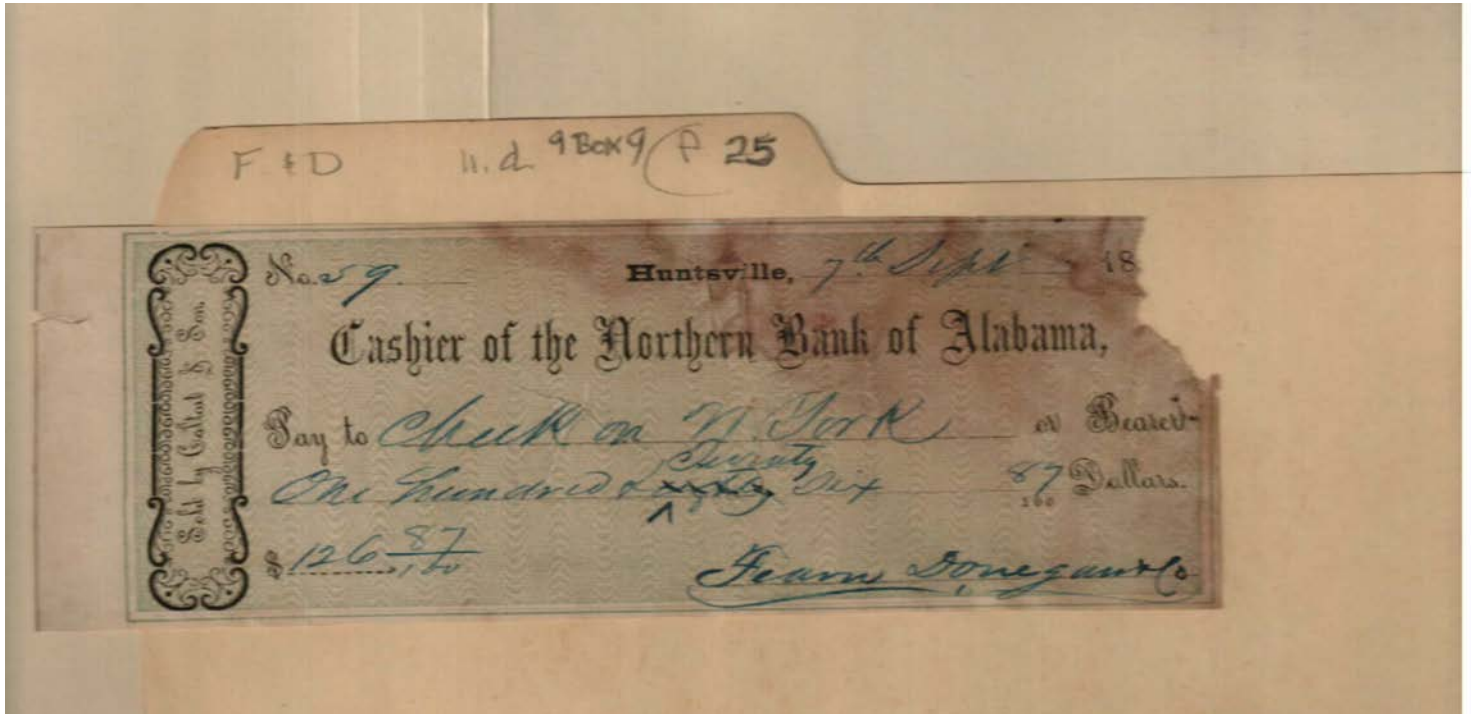 F. & D n. d. 9 Box 9 P 25
No. 59. Huntsville, 7th Sept 18
Cashier of the Northern Bank of Alabama,
Pay to Check on N. York or Bearer
Twenty
One hundred & Six 87/100 Dollars.
$ 126 87/100
Fearn Donegan & Co
Sold by & Son.